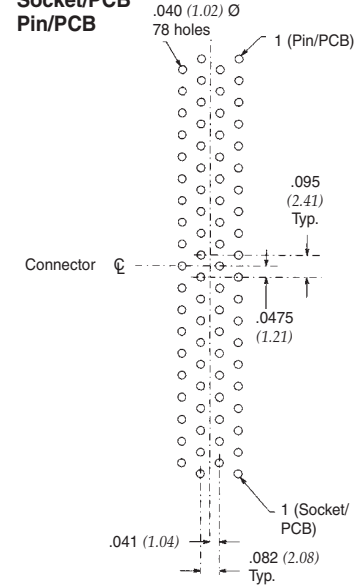 Socket/PCB
Pin/PCB
.040 (1.02) Ø
78 holes
1 (Pin/PCB)
.095
(2.41)
Typ.
Connector ℄
.0475
(1.21)
1 (Socket/
PCB)
.041 (1.04)
.082 (2.08)
Typ.